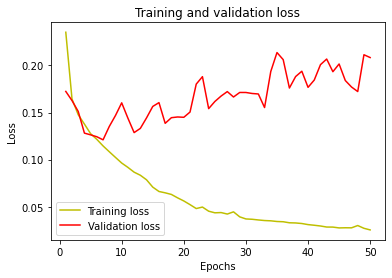 Training and validation loss
Loss
0.20
0.15
0.10
0.05
Training loss
Validation loss
0 10 20 30 40 50
Epochs